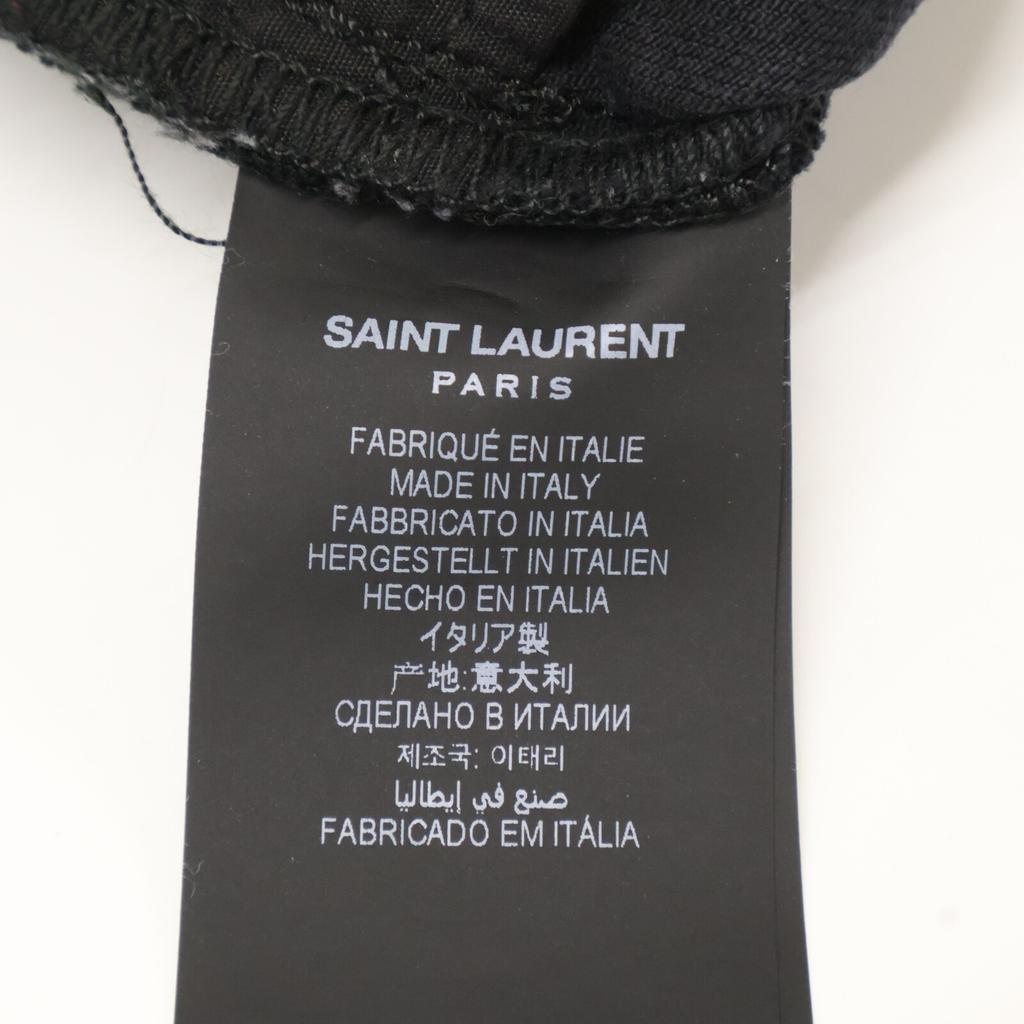 SAINT LAURENT
PARIS
FABRIQUÉ EN ITALIE
MADE IN ITALY
FABBRICATO IN ITALIA
HERGESTELLT IN ITALIEN
HECHO EN ITALIA
イタリア製
产地:意大利
СДЕЛАНО В ИТАЛИИ
제조국: 이태리
صنع في إيطاليا
FABRICADO EM ITÁLIA